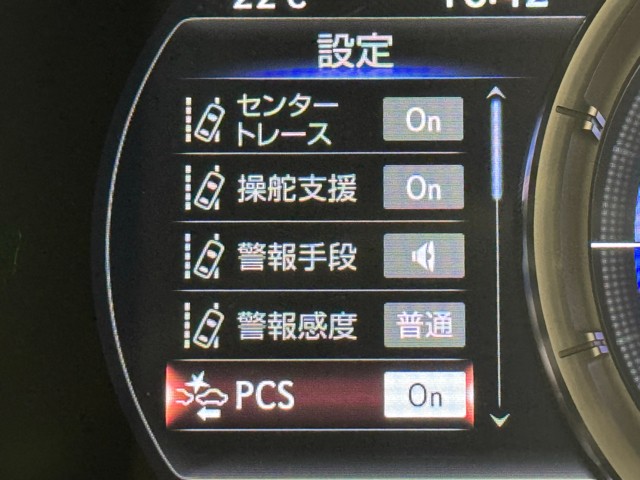 22℃
設定
センター
トレース On
操舵支援 On
警報手段
警報感度 普通
PCS On